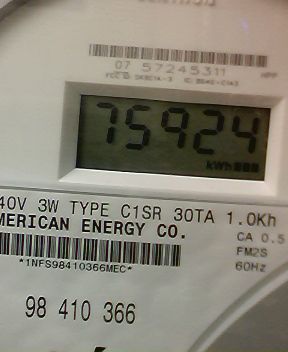 07 57245311
75924
kWh
40V 3W TYPE C1SR 30TA 1.0Kh
MERICAN ENERGY CO.
CA 0.5
FM2S
*1NFS98410366MEC*
60Hz
98 410 366